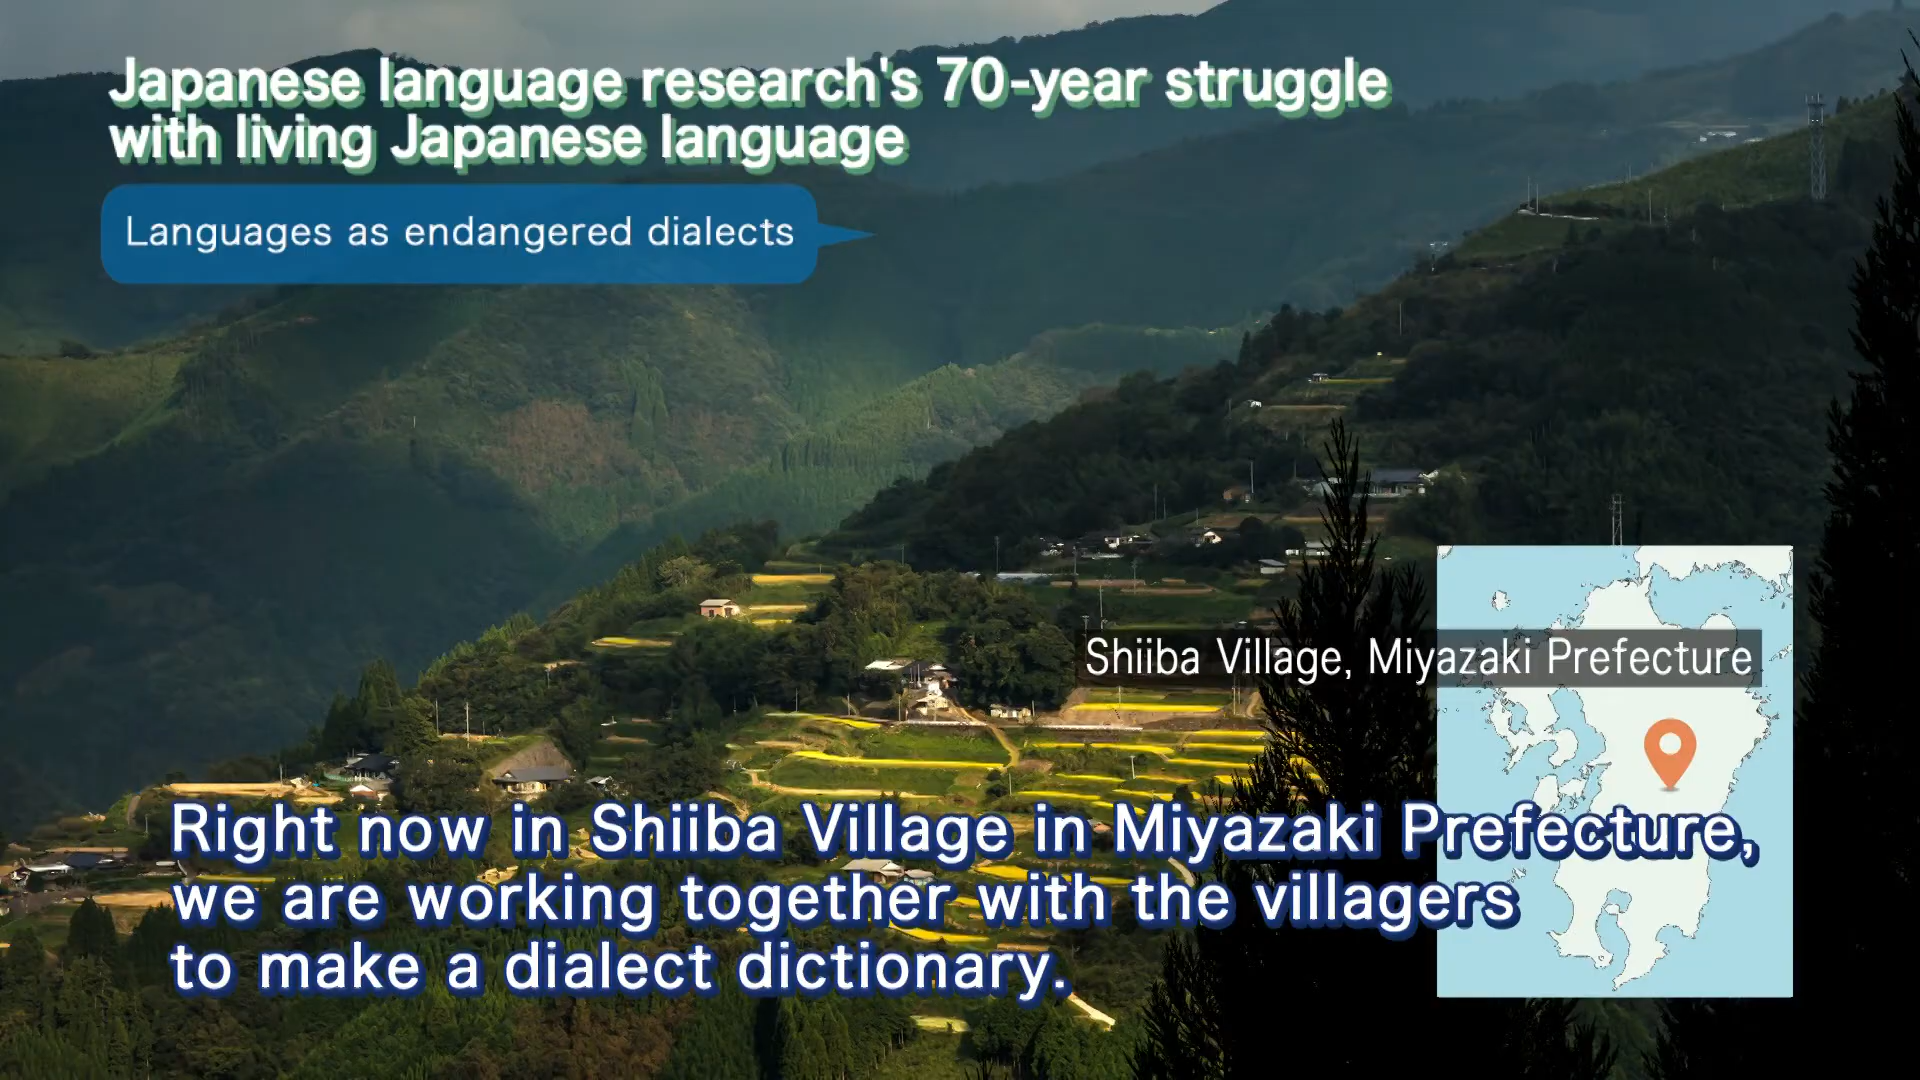 Japanese language research's 70-year struggle
with living Japanese language
Languages as endangered dialects
Shiiba Village, Miyazaki Prefecture
Right now in Shiiba Village in Miyazaki Prefecture,
we are working together with the villagers
to make a dialect dictionary.